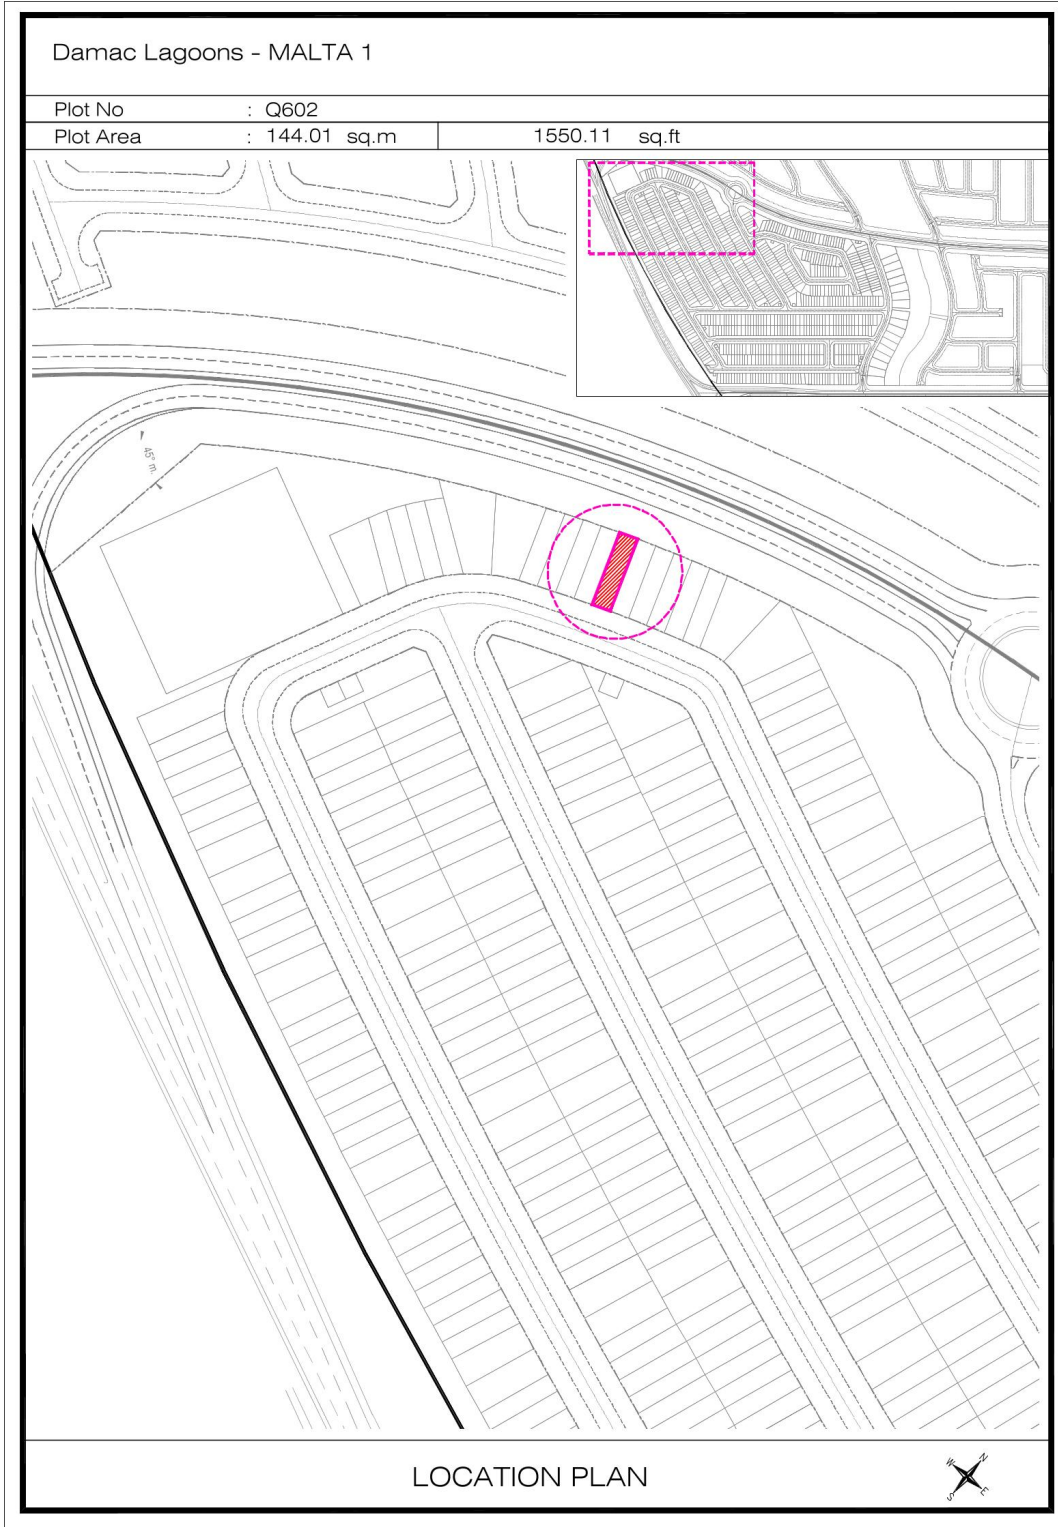 Damac Lagoons - MALTA 1
Plot No : Q602
Plot Area : 144.01 sq.m 1550.11 sq.ft
45° m.
LOCATION PLAN
W N
S E